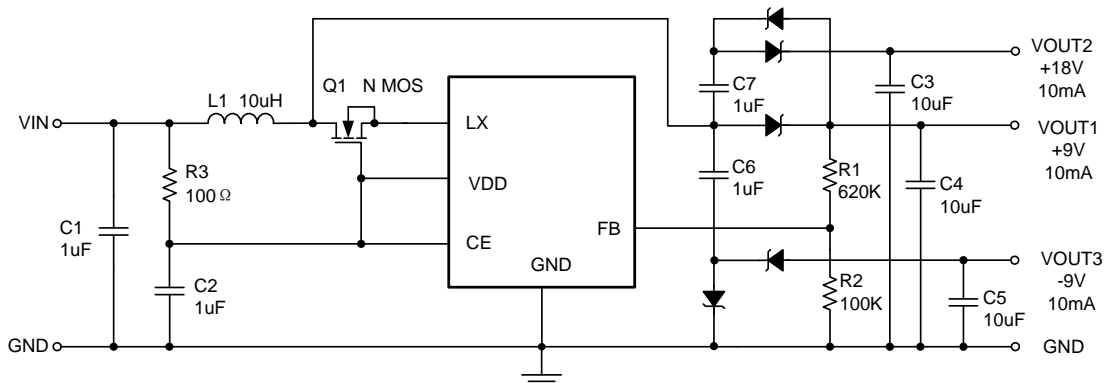 VOUT2
+18V
10mA
Q1 N MOS
C7
1uF
C3
10uF
L1 10uH
VIN
LX
VOUT1
+9V
10mA
R3
100Ω
VDD
C6
1uF
R1
620K
C4
10uF
C1
1uF
CE
FB
GND
C2
1uF
R2
100K
VOUT3
-9V
10mA
C5
10uF
GND
GND